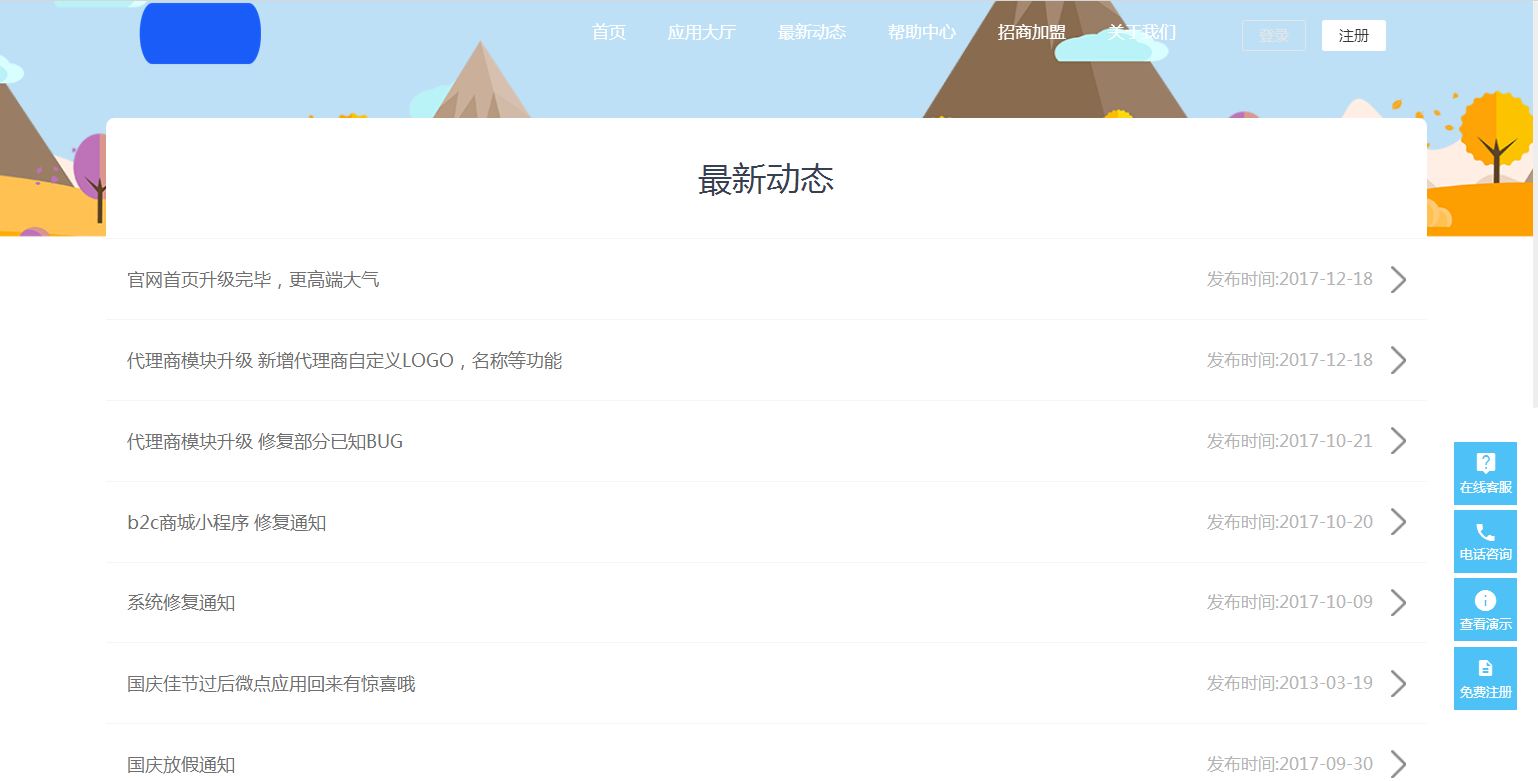 首页 应用大厅 最新动态 帮助中心 招商加盟 关于我们 登录 注册
最新动态
官网首页升级完毕，更高端大气 发布时间:2017-12-18
代理商模块升级 新增代理商自定义LOGO，名称等功能 发布时间:2017-12-18
代理商模块升级 修复部分已知BUG 发布时间:2017-10-21
b2c商城小程序 修复通知 发布时间:2017-10-20
系统修复通知 发布时间:2017-10-09
国庆佳节过后微点应用回来有惊喜哦 发布时间:2013-03-19
国庆放假通知 发布时间:2017-09-30
在线客服
电话咨询
查看演示
免费注册